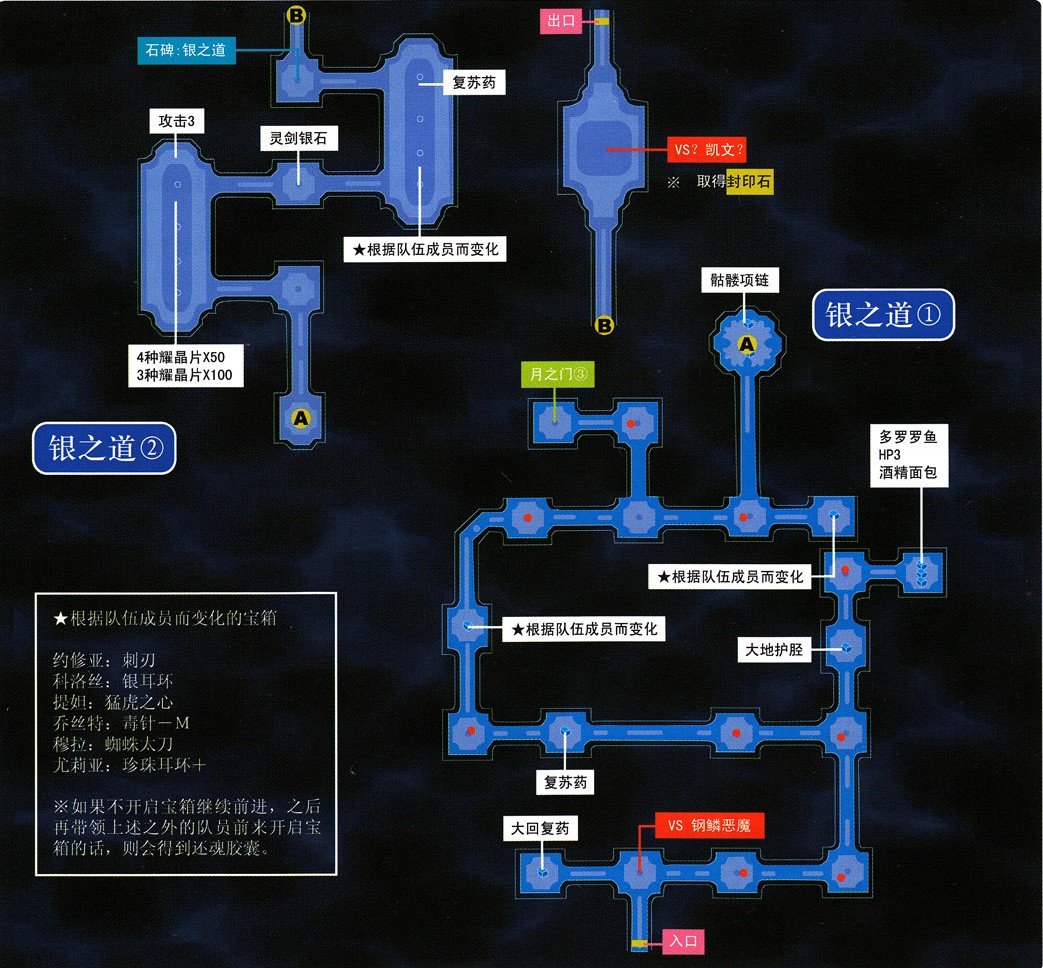 B
石碑:银之道
复苏药
攻击3
灵剑银石
★根据队伍成员而变化
4种耀晶片X50
3种耀晶片X100
A
银之道②
出口
VS? 凯文?
※ 取得封印石
B
骷髅项链
A
银之道①
月之门③
多罗罗鱼
HP3
酒精面包
★根据队伍成员而变化
★根据队伍成员而变化
大地护胫
复苏药
大回复药
VS 钢鳞恶魔
入口
★根据队伍成员而变化的宝箱
约修亚: 刺刃
科洛丝: 银耳环
提妲: 猛虎之心
乔丝特: 毒针－M
穆拉: 蜘蛛太刀
尤莉亚: 珍珠耳环＋
※如果不开启宝箱继续前进，之后
再带领上述之外的队员前来开启宝
箱的话，则会得到还魂胶囊。